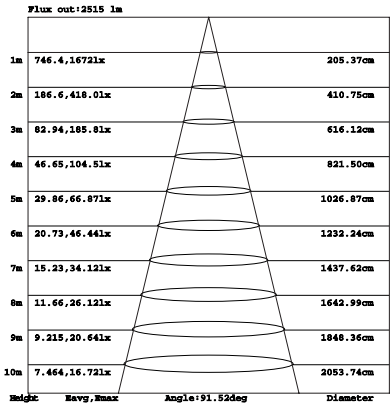 Flux out:2515 lm
1m 746.4,1672lx 205.37cm
2m 186.6,418.0lx 410.75cm
3m 82.94,185.8lx 616.12cm
4m 46.65,104.5lx 821.50cm
5m 29.86,66.87lx 1026.87cm
6m 20.73,46.44lx 1232.24cm
7m 15.23,34.12lx 1437.62cm
8m 11.66,26.12lx 1642.99cm
9m 9.215,20.64lx 1848.36cm
10m 7.464,16.72lx 2053.74cm
Height Eavg,Emax Angle:91.52deg Diameter